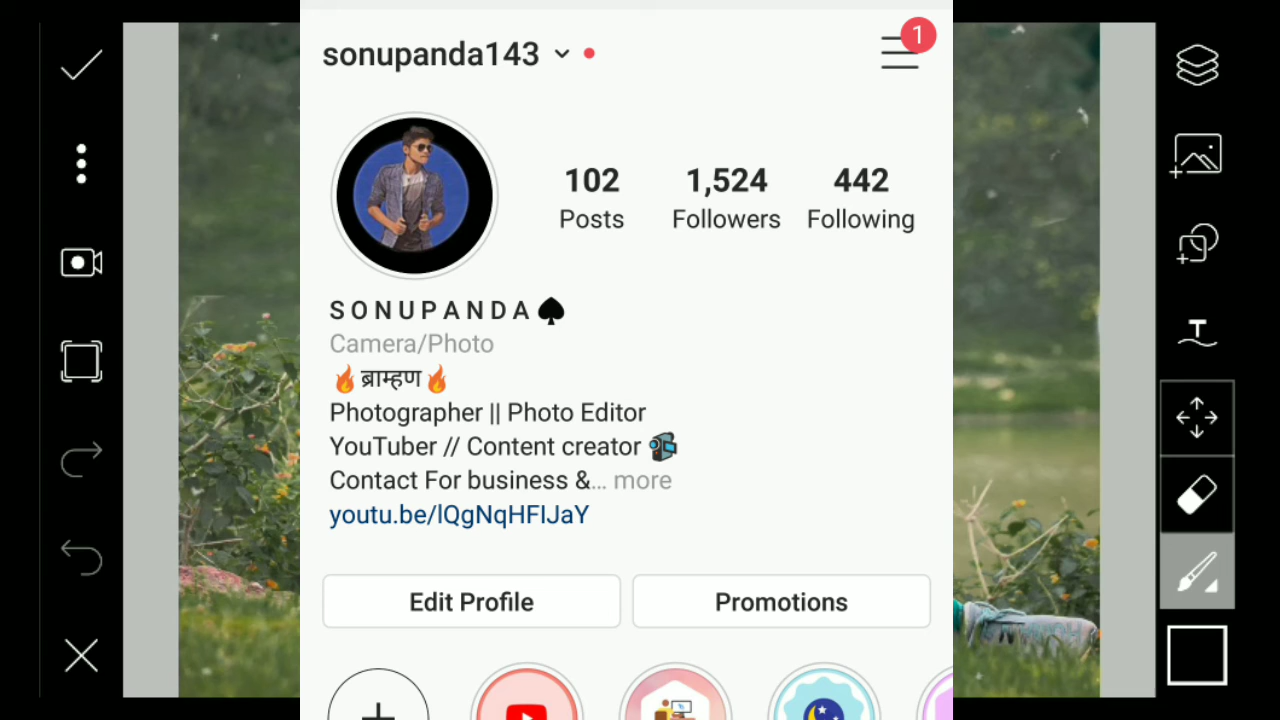 sonupanda143
1
102
1,524
442
Posts
Followers
Following
S O N U P A N D A ♠
Camera/Photo
🔥ब्राम्हण🔥
Photographer || Photo Editor
YouTuber // Content creator 🎥
Contact For business &... more
youtu.be/lQgNqHFIJaY
Edit Profile
Promotions
T